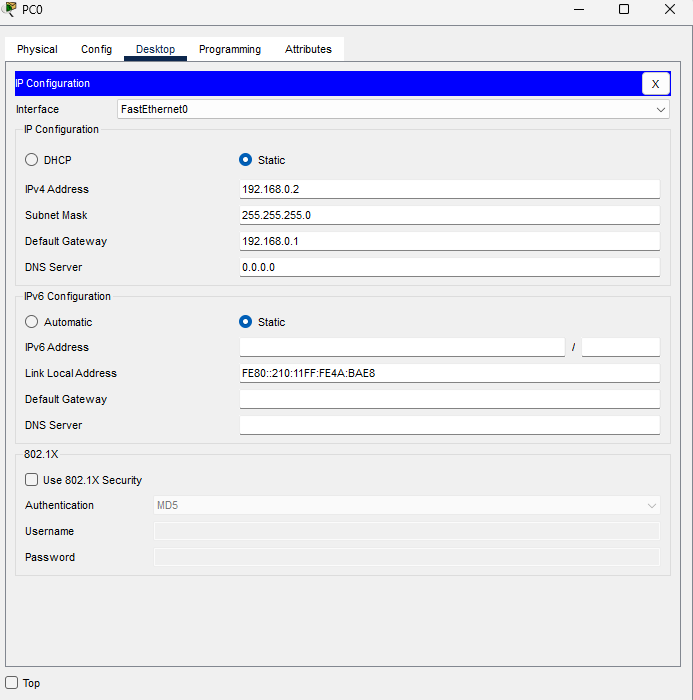 PC0
Physical Config Desktop Programming Attributes
IP Configuration X
Interface FastEthernet0
IP Configuration
DHCP Static
IPv4 Address 192.168.0.2
Subnet Mask 255.255.255.0
Default Gateway 192.168.0.1
DNS Server 0.0.0.0
IPv6 Configuration
Automatic Static
IPv6 Address /
Link Local Address FE80::210:11FF:FE4A:BAE8
Default Gateway
DNS Server
802.1X
Use 802.1X Security
Authentication MD5
Username
Password
Top